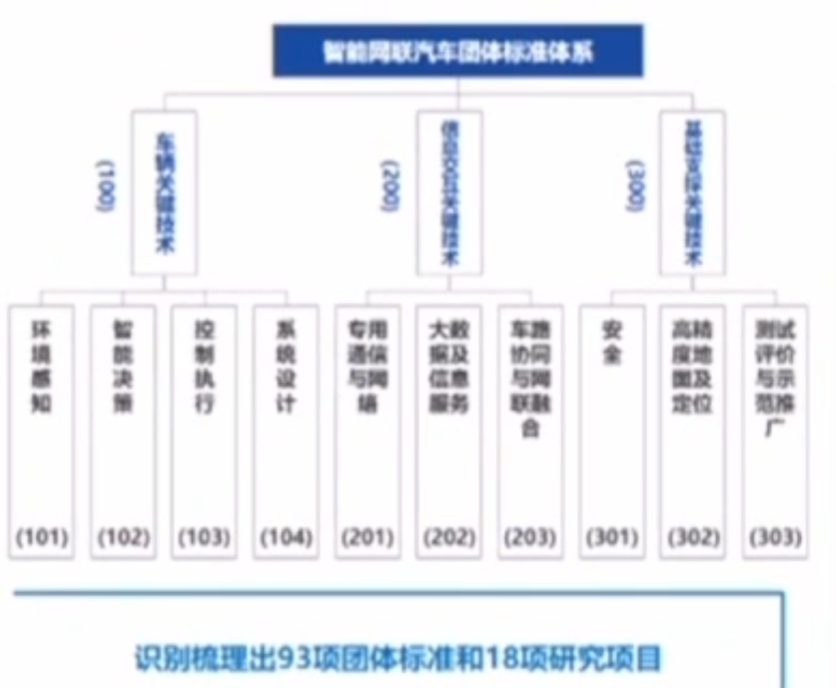 智能网联汽车团体标准体系
车辆关键技术
(100)
信息交互关键技术
(200)
基础支撑关键技术
(300)
环境感知
(101)
智能决策
(102)
控制执行
(103)
系统设计
(104)
专用
通信
与网
络
(201)
大数
据及
信息
服务
(202)
车路
协同
与网
联融
合
(203)
安全
(301)
高精
度地
图及
定位
(302)
测试
评价
与示
范推
广
(303)
识别梳理出93项团体标准和18项研究项目